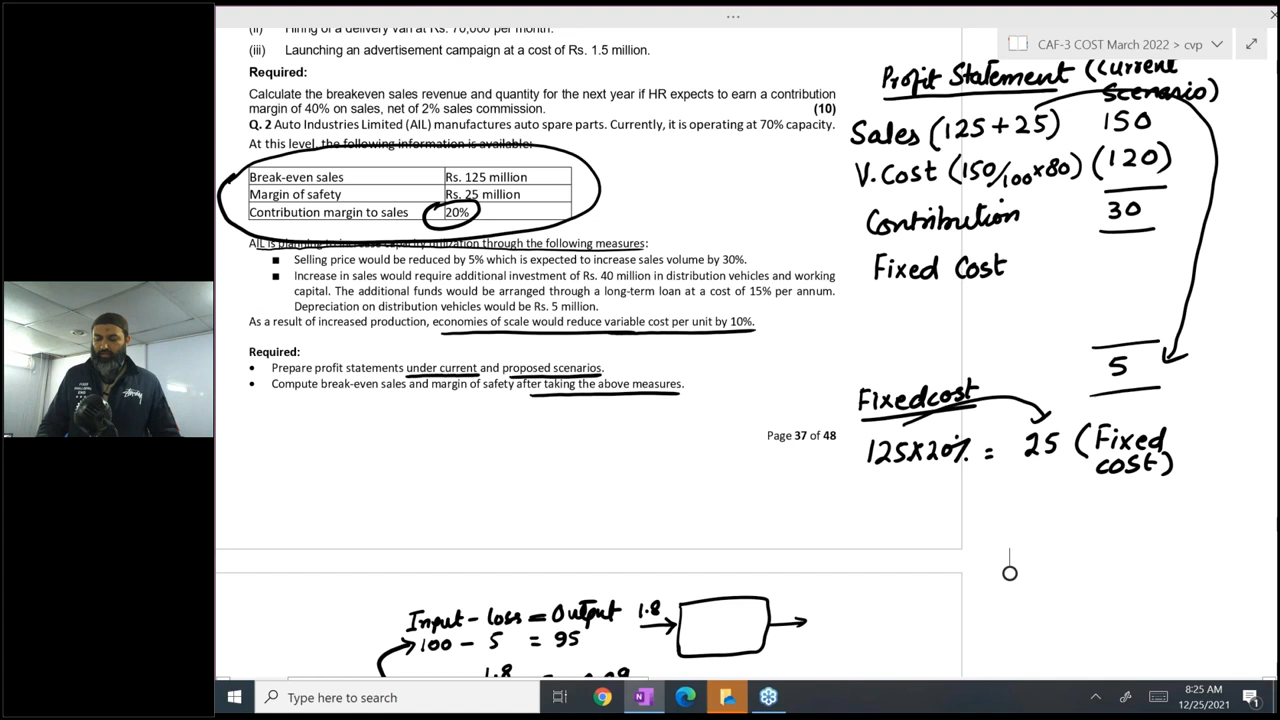 CAF-3 COST March 2022 > cvp
(ii) Hiring of a delivery van at Rs. 70,000 per month.
(iii) Launching an advertisement campaign at a cost of Rs. 1.5 million.
Required:
Calculate the breakeven sales revenue and quantity for the next year if HR expects to earn a contribution
margin of 40% on sales, net of 2% sales commission. (10)
Q. 2 Auto Industries Limited (AIL) manufactures auto spare parts. Currently, it is operating at 70% capacity.
At this level, the following information is available:
Break-even sales Rs. 125 million
Margin of safety Rs. 25 million
Contribution margin to sales 20%
AIL is planning to increase capacity utilization through the following measures:
■ Selling price would be reduced by 5% which is expected to increase sales volume by 30%.
■ Increase in sales would require additional investment of Rs. 40 million in distribution vehicles and working
capital. The additional funds would be arranged through a long-term loan at a cost of 15% per annum.
Depreciation on distribution vehicles would be Rs. 5 million.
As a result of increased production, economies of scale would reduce variable cost per unit by 10%.
Required:
• Prepare profit statements under current and proposed scenarios.
• Compute break-even sales and margin of safety after taking the above measures.
Page 37 of 48
Profit Statement (Current
scenario)
Sales (125+25) 150
V.Cost (150/100×80) (120)
Contribution 30
Fixed Cost
5
Fixed cost
125×20% = 25 (Fixed
cost)
Input - loss = Output 1.8
100 - 5 = 95
1.8
Type here to search
8:25 AM
12/25/2021